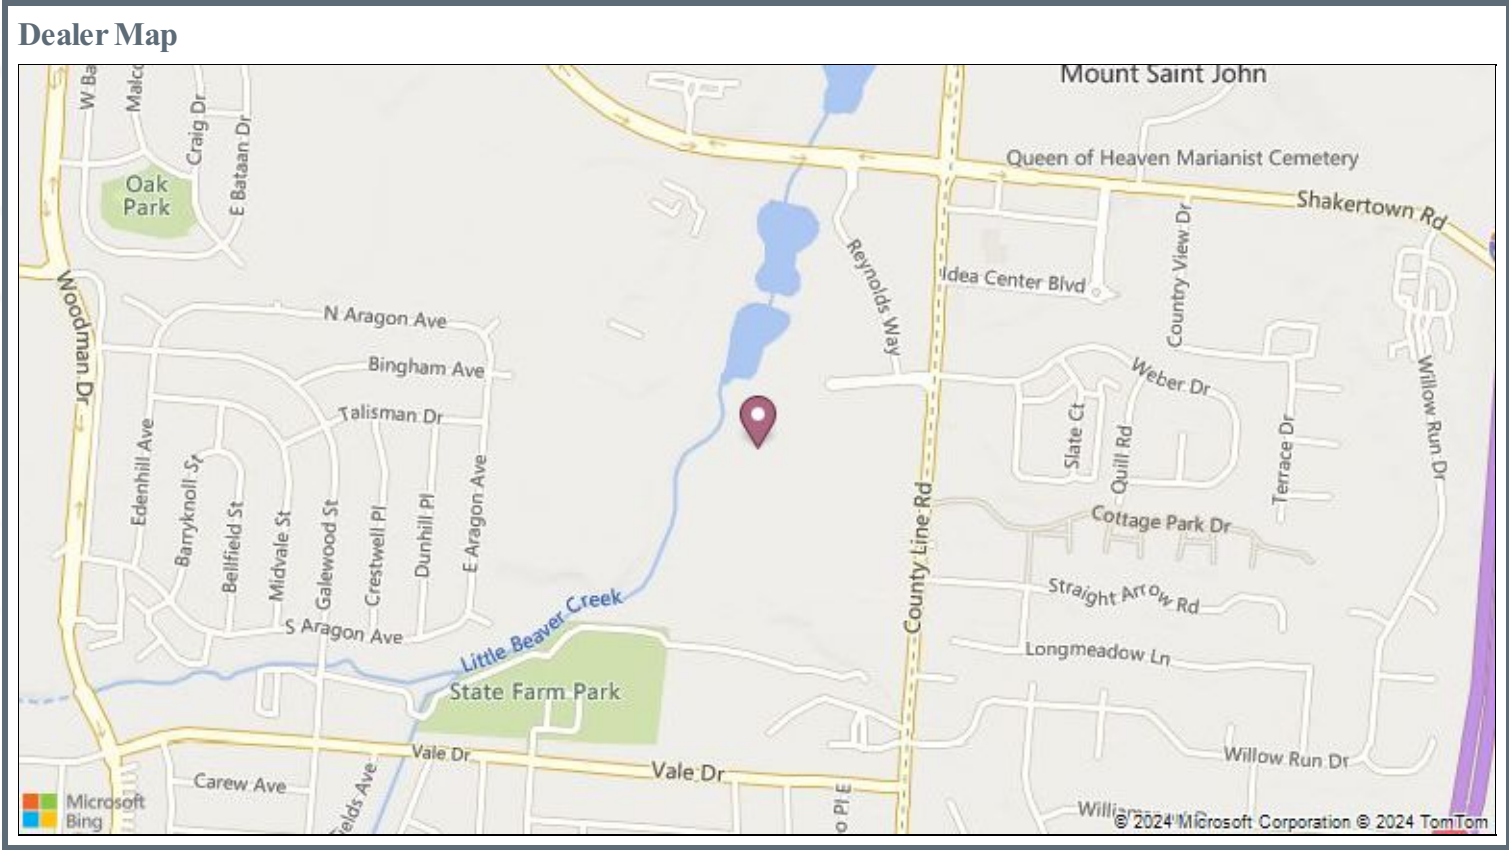 Dealer Map
Mount Saint John
Queen of Heaven Marianist Cemetery
Shakertown Rd
W Ba
Malco
Craig Dr
E Bataan Dr
Oak
Park
Woodman Dr
N Aragon Ave
Bingham Ave
Talisman Dr
Edenhill Ave
Barryknoll St
Bellfield St
Midvale St
Galewood St
Crestwell Pl
Dunhill Pl
E Aragon Ave
S Aragon Ave
Little Beaver Creek
State Farm Park
Reynolds Way
Idea Center Blvd
Country View Dr
Weber Dr
Slate Ct
Quill Rd
Terrace Dr
Willow Run Dr
County Line Rd
Cottage Park Dr
Straight Arrow Rd
Longmeadow Ln
Willow Run Dr
Vale Dr
Vale Dr
Carew Ave
ields Ave
o Pl E
Microsoft
Bing
© 2024 Microsoft Corporation © 2024 TomTom